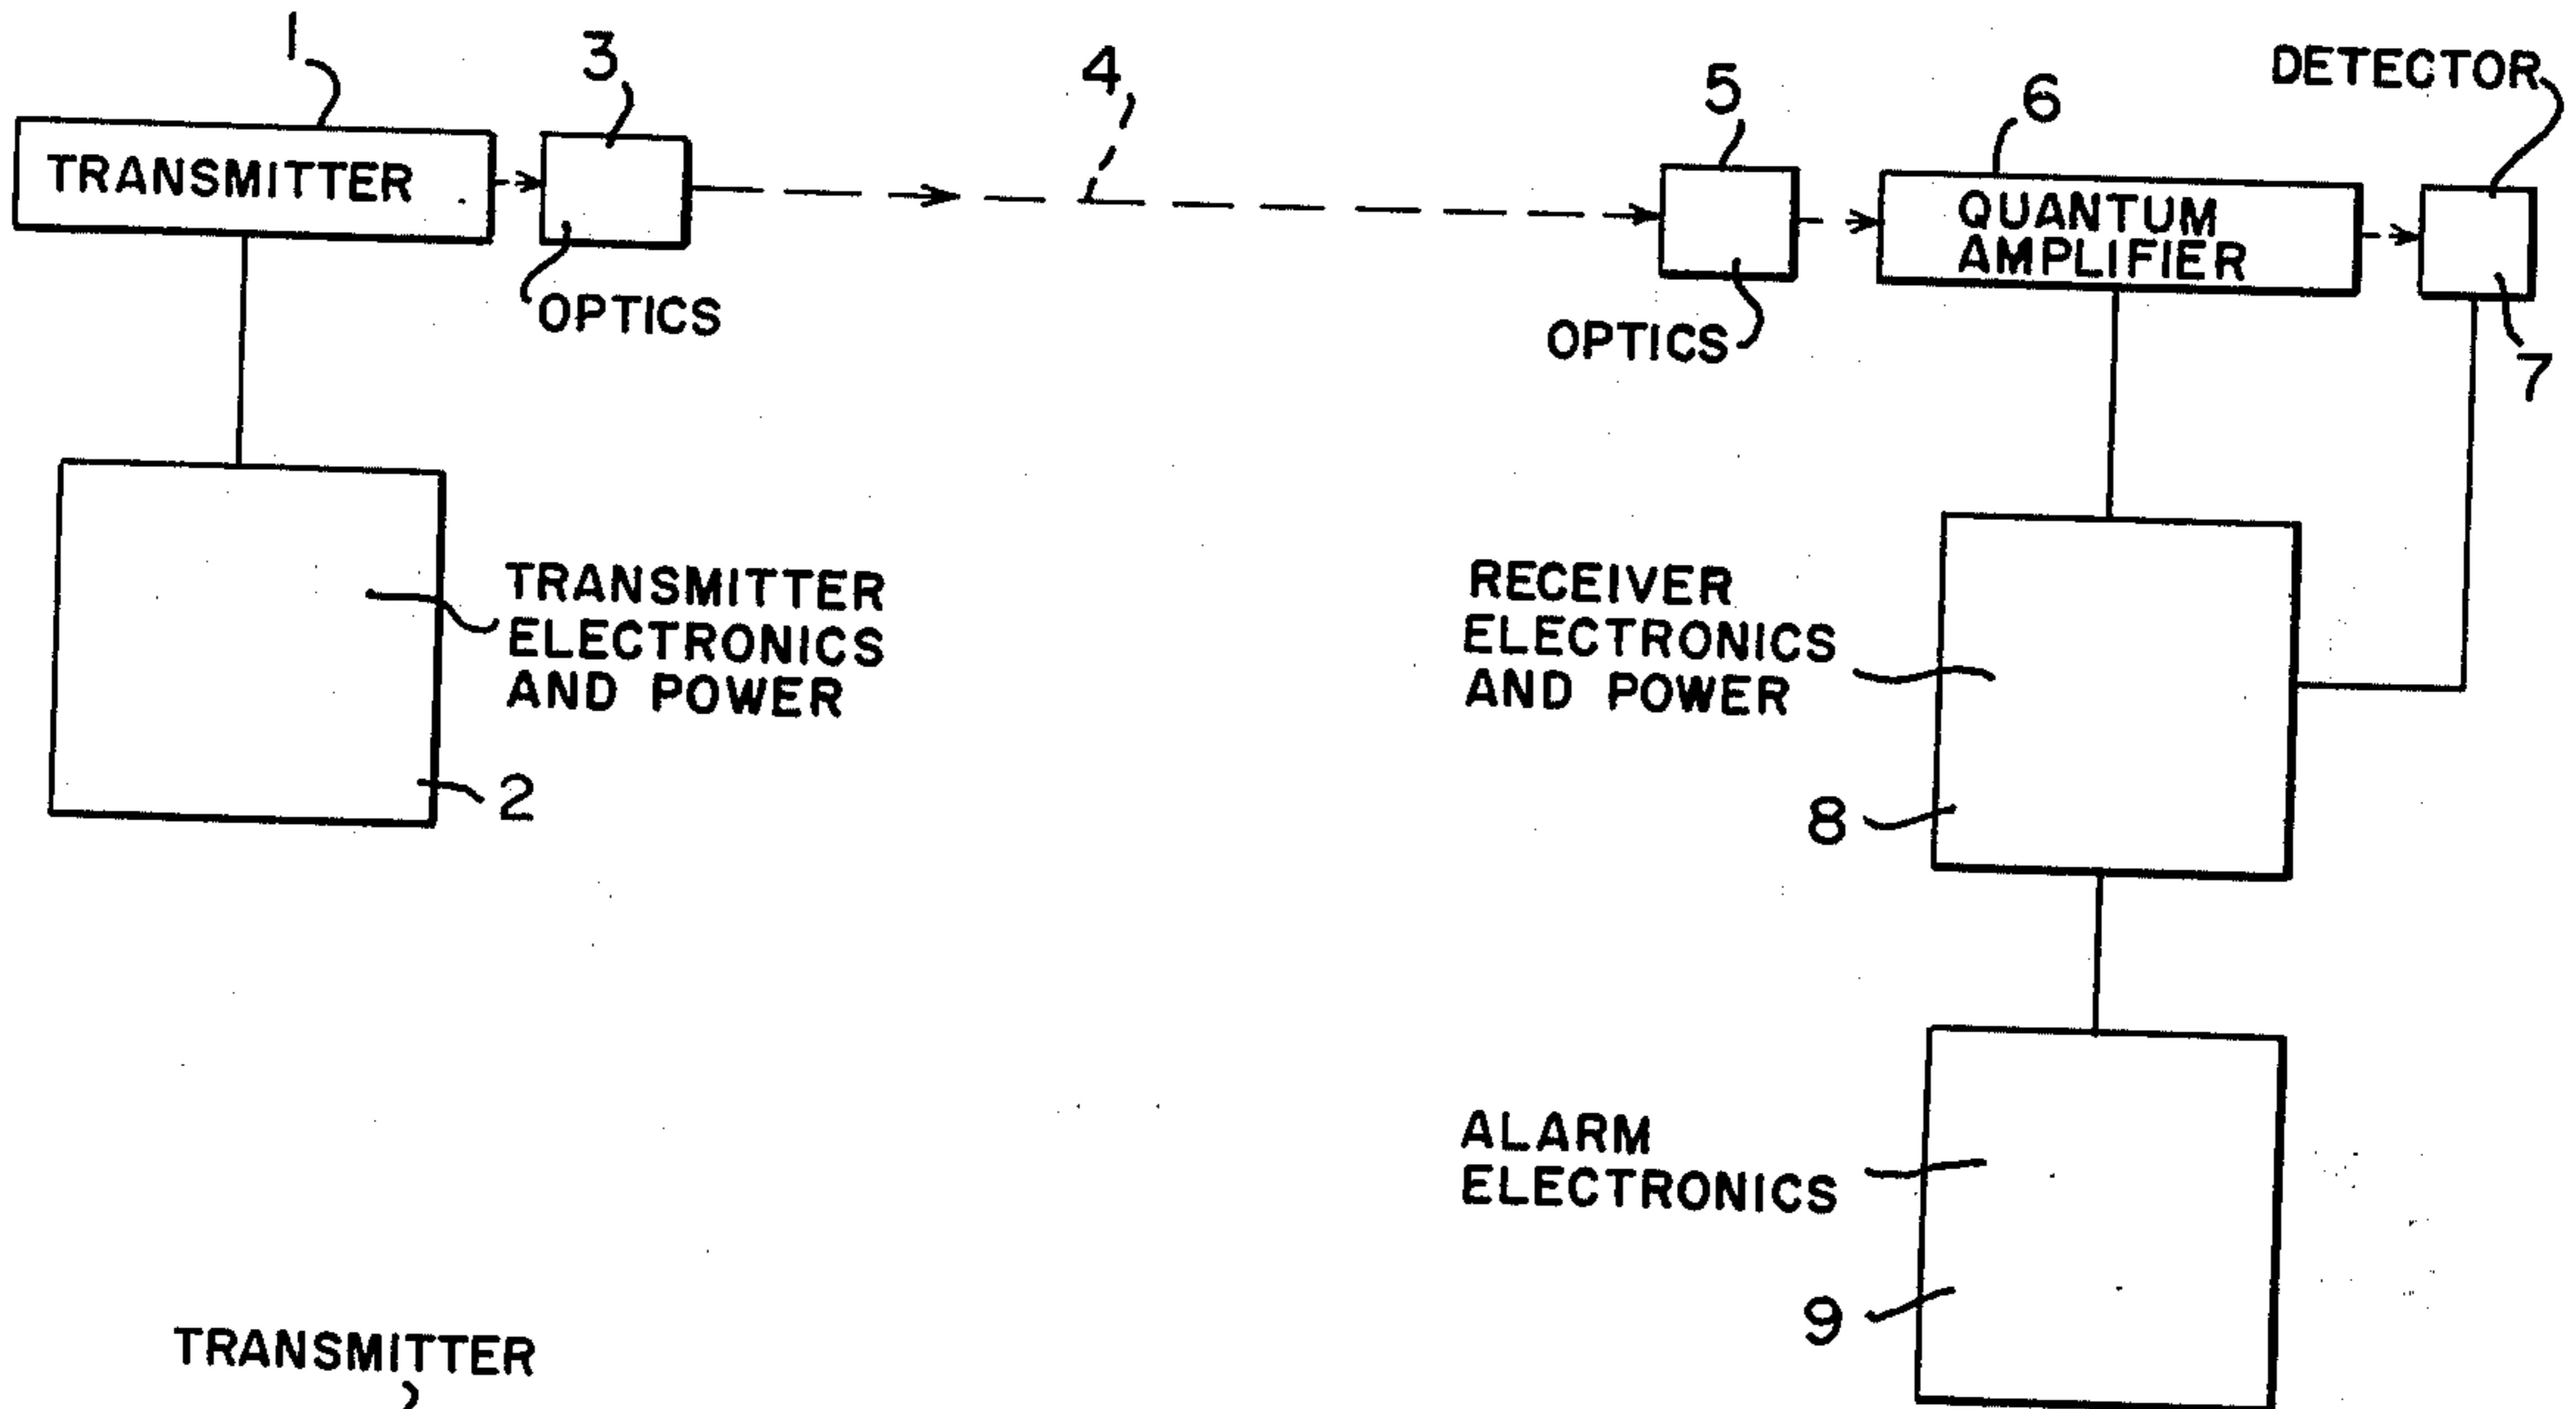 1
3
4
5
6
DETECTOR
TRANSMITTER
QUANTUM
AMPLIFIER
OPTICS
OPTICS
7
TRANSMITTER
ELECTRONICS
AND POWER
2
RECEIVER
ELECTRONICS
AND POWER
8
ALARM
ELECTRONICS
9
TRANSMITTER